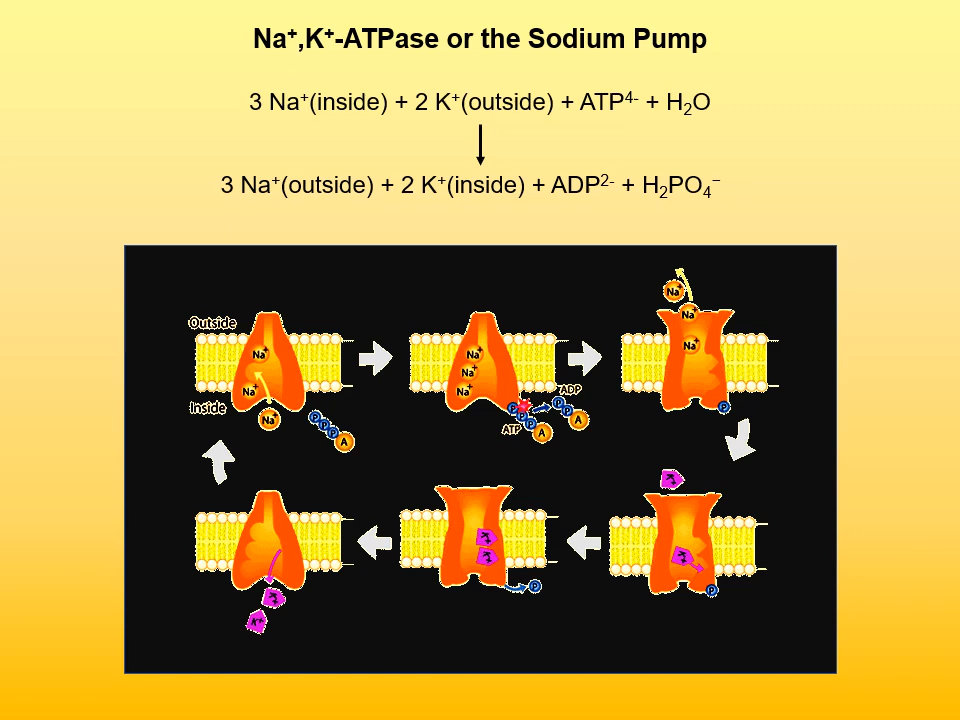 Na⁺,K⁺-ATPase or the Sodium Pump
3 Na⁺(inside) + 2 K⁺(outside) + ATP⁴⁻ + H₂O
3 Na⁺(outside) + 2 K⁺(inside) + ADP²⁻ + H₂PO₄⁻
Na⁺
Na⁺
Outside
Na⁺
Na⁺
Na⁺
Na⁺
Na⁺
Na⁺
Inside
Na⁺
P P P A
ATP
P P P A
ADP
P P A
P
K⁺
K⁺
P
K⁺
K⁺
P
K⁺
K⁺